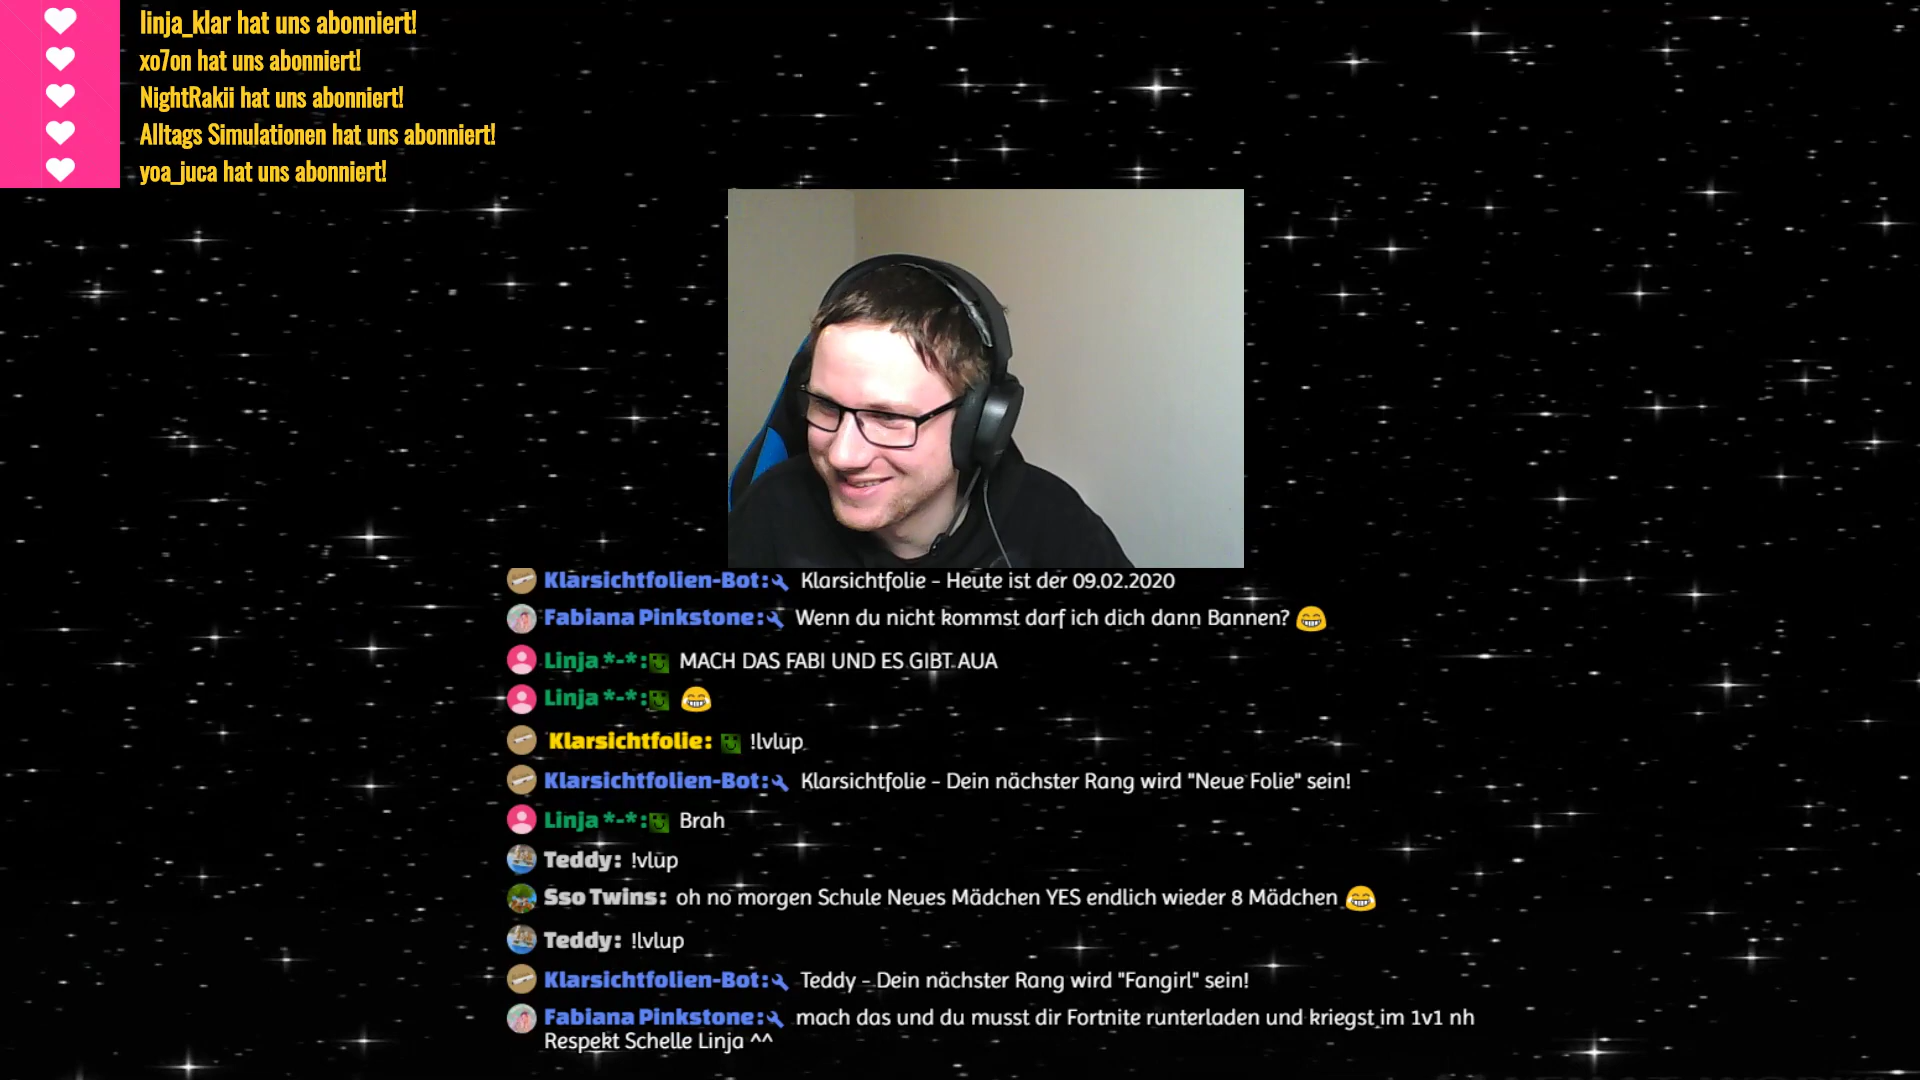 linja_klar hat uns abonniert!
xo7on hat uns abonniert!
NightRakii hat uns abonniert!
Alltags Simulationen hat uns abonniert!
yoa_juca hat uns abonniert!
Klarsichtfolien-Bot: Klarsichtfolie - Heute ist der 09.02.2020
Fabiana Pinkstone: Wenn du nicht kommst darf ich dich dann Bannen? 😂
Linja *-*: MACH DAS FABI UND ES GIBT AUA
Linja *-*: 😂
Klarsichtfolie: !lvlup
Klarsichtfolien-Bot: Klarsichtfolie - Dein nächster Rang wird "Neue Folie" sein!
Linja *-*: Brah
Teddy: !vlup
Sso Twins: oh no morgen Schule Neues Mädchen YES endlich wieder 8 Mädchen 😂
Teddy: !lvlup
Klarsichtfolien-Bot: Teddy - Dein nächster Rang wird "Fangirl" sein!
Fabiana Pinkstone: mach das und du musst dir Fortnite runterladen und kriegst im 1v1 nh
Respekt Schelle Linja ^^